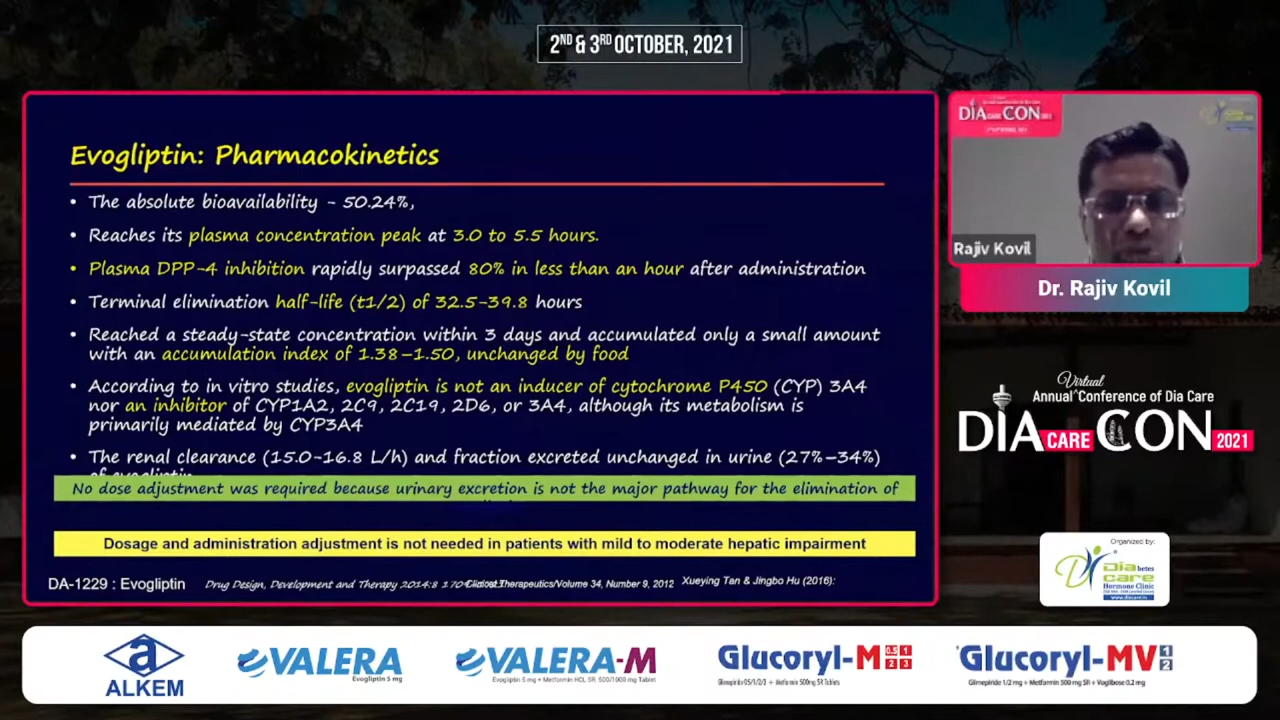 2ND & 3RD OCTOBER, 2021
Evogliptin: Pharmacokinetics
• The absolute bioavailability - 50.24%,
• Reaches its plasma concentration peak at 3.0 to 5.5 hours.
• Plasma DPP-4 inhibition rapidly surpassed 80% in less than an hour after administration
• Terminal elimination half-life (t1/2) of 32.5-39.8 hours
• Reached a steady-state concentration within 3 days and accumulated only a small amount
with an accumulation index of 1.38–1.50, unchanged by food
• According to in vitro studies, evogliptin is not an inducer of cytochrome P450 (CYP) 3A4
nor an inhibitor of CYP1A2, 2C9, 2C19, 2D6, or 3A4, although its metabolism is
primarily mediated by CYP3A4
• The renal clearance (15.0-16.8 L/h) and fraction excreted unchanged in urine (27%–34%)
of evogliptin
No dose adjustment was required because urinary excretion is not the major pathway for the elimination of
Dosage and administration adjustment is not needed in patients with mild to moderate hepatic impairment
DA-1229 : Evogliptin
Drug Design, Development and Therapy 2014:8
Therapeutics/Volume 34, Number 9, 2012
Xueying Tan & Jingbo Hu (2016):
DIA CARE CON 2021
Rajiv Kovil
Dr. Rajiv Kovil
Virtual
Annual Conference of Dia Care
DIA CARE CON 2021
Organized by:
Diabetes
care
Hormone Clinic
www.diacare.in
ALKEM
EVALERA
Evogliptin 5 mg
EVALERA-M
Evogliptin 5 mg + Metformin HCL SR 500/1000 mg Tablet
Glucoryl-M 0.5 1 2 3
Glimepiride 0.5/1/2/3 + Metformin 500mg SR Tablets
Glucoryl-MV 1 2
Glimepiride 1/2 mg + Metformin 500 mg SR + Voglibose 0.2 mg